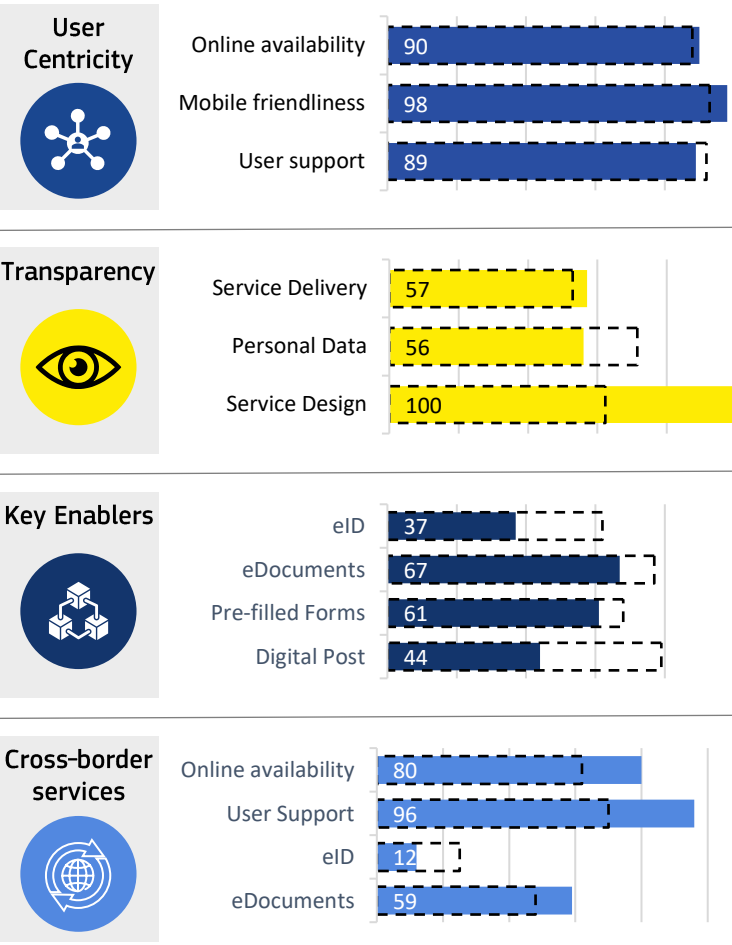 User
Centricity
Online availability 90
Mobile friendliness 98
User support 89
Transparency
Service Delivery 57
Personal Data 56
Service Design 100
Key Enablers
eID 37
eDocuments 67
Pre-filled Forms 61
Digital Post 44
Cross-border
services
Online availability 80
User Support 96
eID 12
eDocuments 59